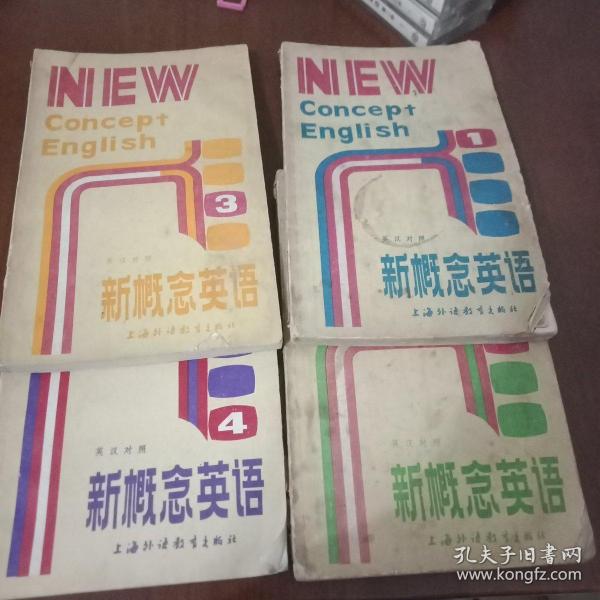 NEW
Concept
English
3
英汉对照
新概念英语
上海外语教育出版社
NEW
Concept
English
1
英汉对照
新概念英语
上海外语教育出版社
4
英汉对照
新概念英语
上海外语教育出版社
英汉对照
新概念英语
上海外语教育出版社
孔夫子旧书网
www.kongfz.com